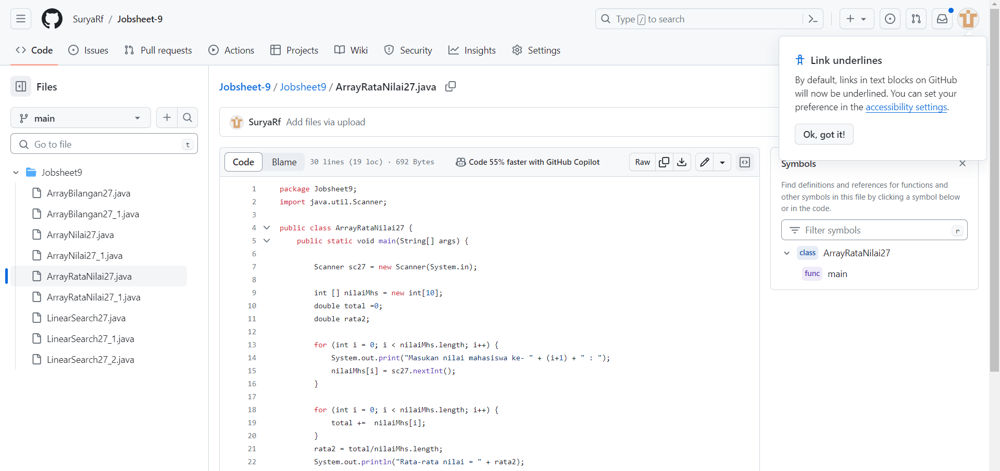 SuryaRf / Jobsheet-9
Type / to search
Code
Issues
Pull requests
Actions
Projects
Wiki
Security
Insights
Settings
Link underlines
By default, links in text blocks on GitHub
will now be underlined. You can set your
preference in the accessibility settings.
Ok, got it!
Files
main
Go to file
t
Jobsheet9
ArrayBilangan27.java
ArrayBilangan27_1.java
ArrayNilai27.java
ArrayNilai27_1.java
ArrayRataNilai27.java
ArrayRataNilai27_1.java
LinearSearch27.java
LinearSearch27_1.java
LinearSearch27_2.java
Jobsheet-9 / Jobsheet9 / ArrayRataNilai27.java
SuryaRf Add files via upload
Code Blame 30 lines (19 loc) · 692 Bytes Code 55% faster with GitHub Copilot Raw
1 package Jobsheet9;
2 import java.util.Scanner;
3
4 public class ArrayRataNilai27 {
5 public static void main(String[] args) {
6
7 Scanner sc27 = new Scanner(System.in);
8
9 int [] nilaiMhs = new int[10];
10 double total =0;
11 double rata2;
12
13 for (int i = 0; i < nilaiMhs.length; i++) {
14 System.out.print("Masukan nilai mahasiswa ke- " + (i+1) + " : ");
15 nilaiMhs[i] = sc27.nextInt();
16 }
17
18 for (int i = 0; i < nilaiMhs.length; i++) {
19 total +=  nilaiMhs[i];
20 }
21 rata2 = total/nilaiMhs.length;
22 System.out.println("Rata-rata nilai = " + rata2);
Symbols
Find definitions and references for functions and
other symbols in this file by clicking a symbol below
or in the code.
Filter symbols
r
class ArrayRataNilai27
func main